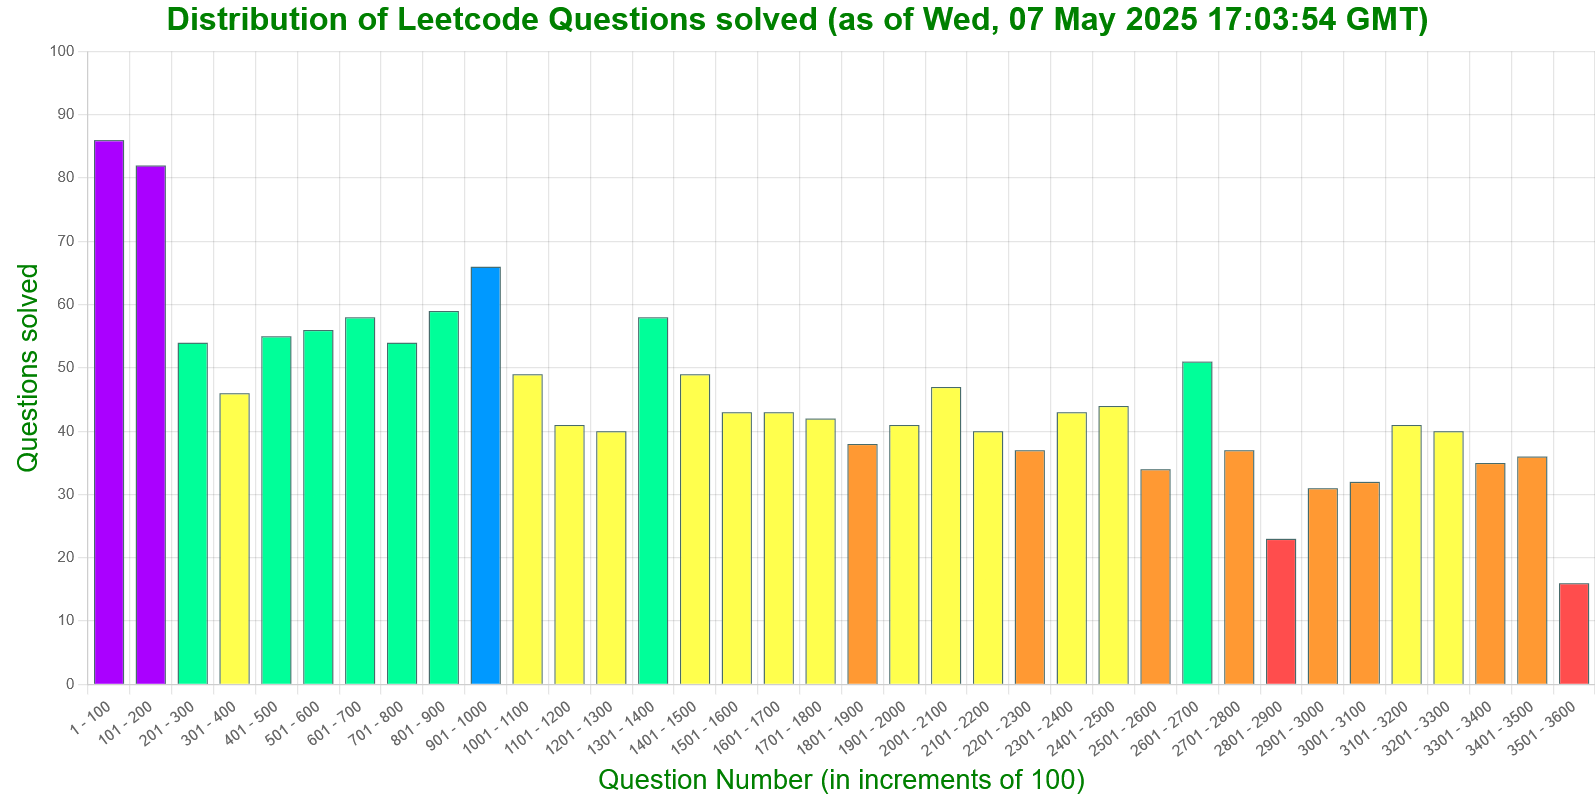 Distribution of Leetcode Questions solved (as of Wed, 07 May 2025 17:03:54 GMT)
100
90
80
70
60
50
40
30
20
10
0
Questions solved
1 - 100
101 - 200
201 - 300
301 - 400
401 - 500
501 - 600
601 - 700
701 - 800
801 - 900
901 - 1000
1001 - 1100
1101 - 1200
1201 - 1300
1301 - 1400
1401 - 1500
1501 - 1600
1601 - 1700
1701 - 1800
1801 - 1900
1901 - 2000
2001 - 2100
2101 - 2200
2201 - 2300
2301 - 2400
2401 - 2500
2501 - 2600
2601 - 2700
2701 - 2800
2801 - 2900
2901 - 3000
3001 - 3100
3101 - 3200
3201 - 3300
3301 - 3400
3401 - 3500
3501 - 3600
Question Number (in increments of 100)